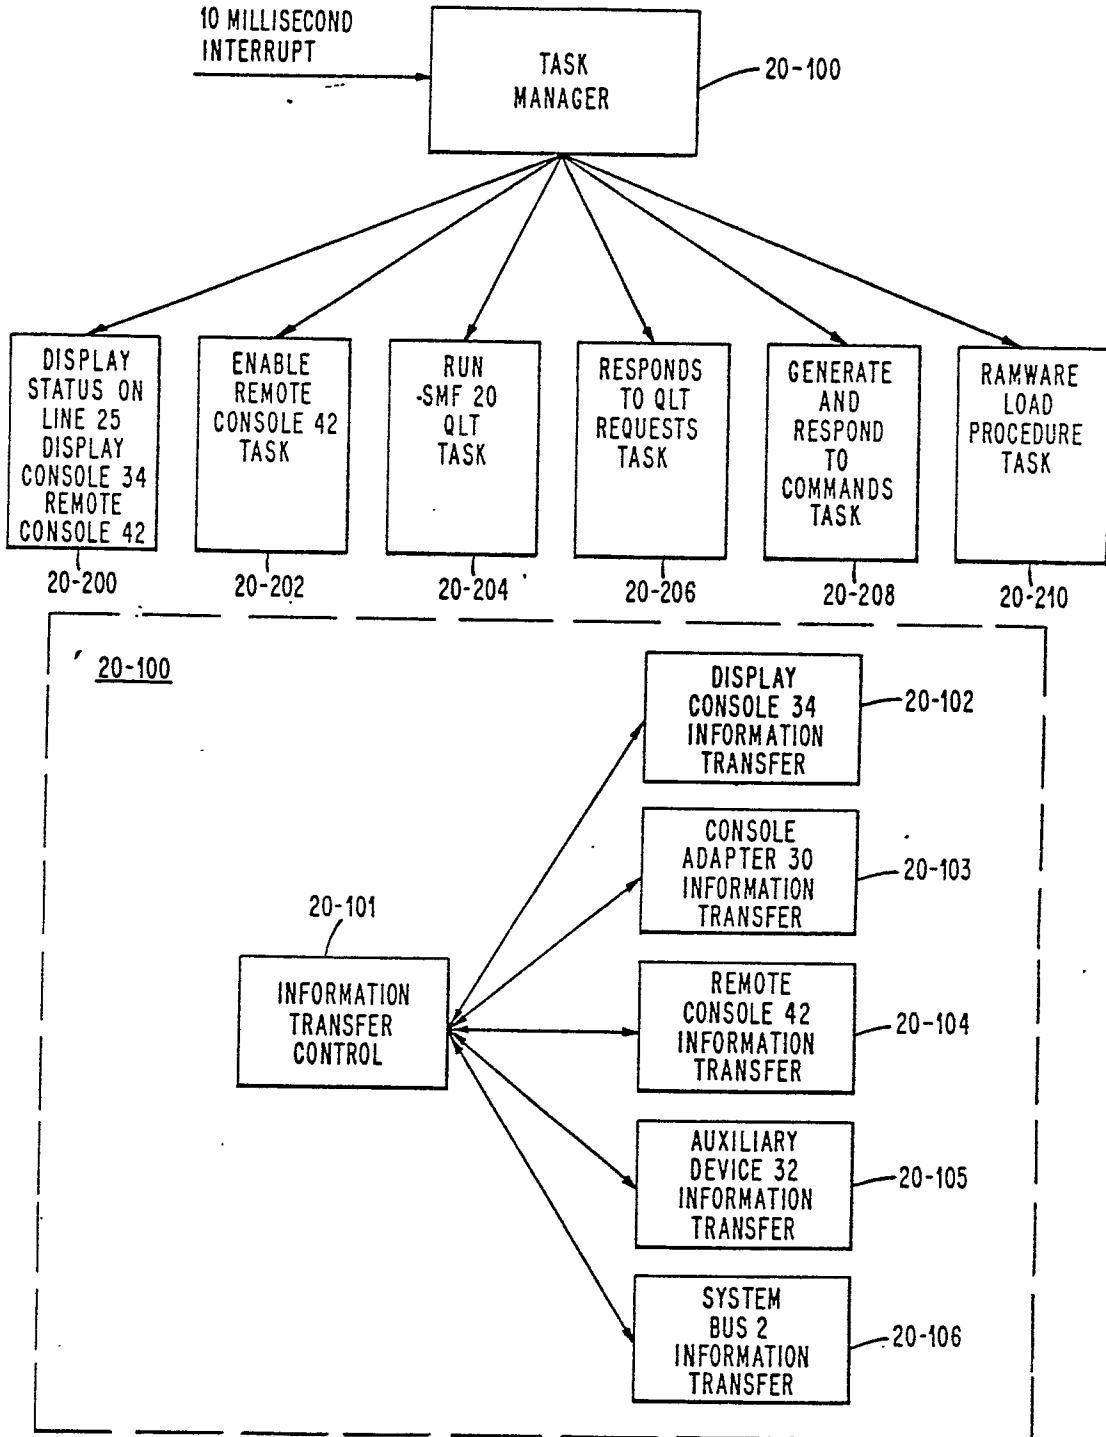 10 MILLISECOND
INTERRUPT
TASK
MANAGER
20-100
DISPLAY
STATUS ON
LINE 25
DISPLAY
CONSOLE 34
REMOTE
CONSOLE 42
20-200
ENABLE
REMOTE
CONSOLE 42
TASK
20-202
RUN
SMF 20
QLT
TASK
20-204
RESPONDS
TO QLT
REQUESTS
TASK
20-206
GENERATE
AND
RESPOND
TO
COMMANDS
TASK
20-208
RAMWARE
LOAD
PROCEDURE
TASK
20-210
20-100
20-101
INFORMATION
TRANSFER
CONTROL
DISPLAY
CONSOLE 34
INFORMATION
TRANSFER
20-102
CONSOLE
ADAPTER 30
INFORMATION
TRANSFER
20-103
REMOTE
CONSOLE 42
INFORMATION
TRANSFER
20-104
AUXILIARY
DEVICE 32
INFORMATION
TRANSFER
20-105
SYSTEM
BUS 2
INFORMATION
TRANSFER
20-106